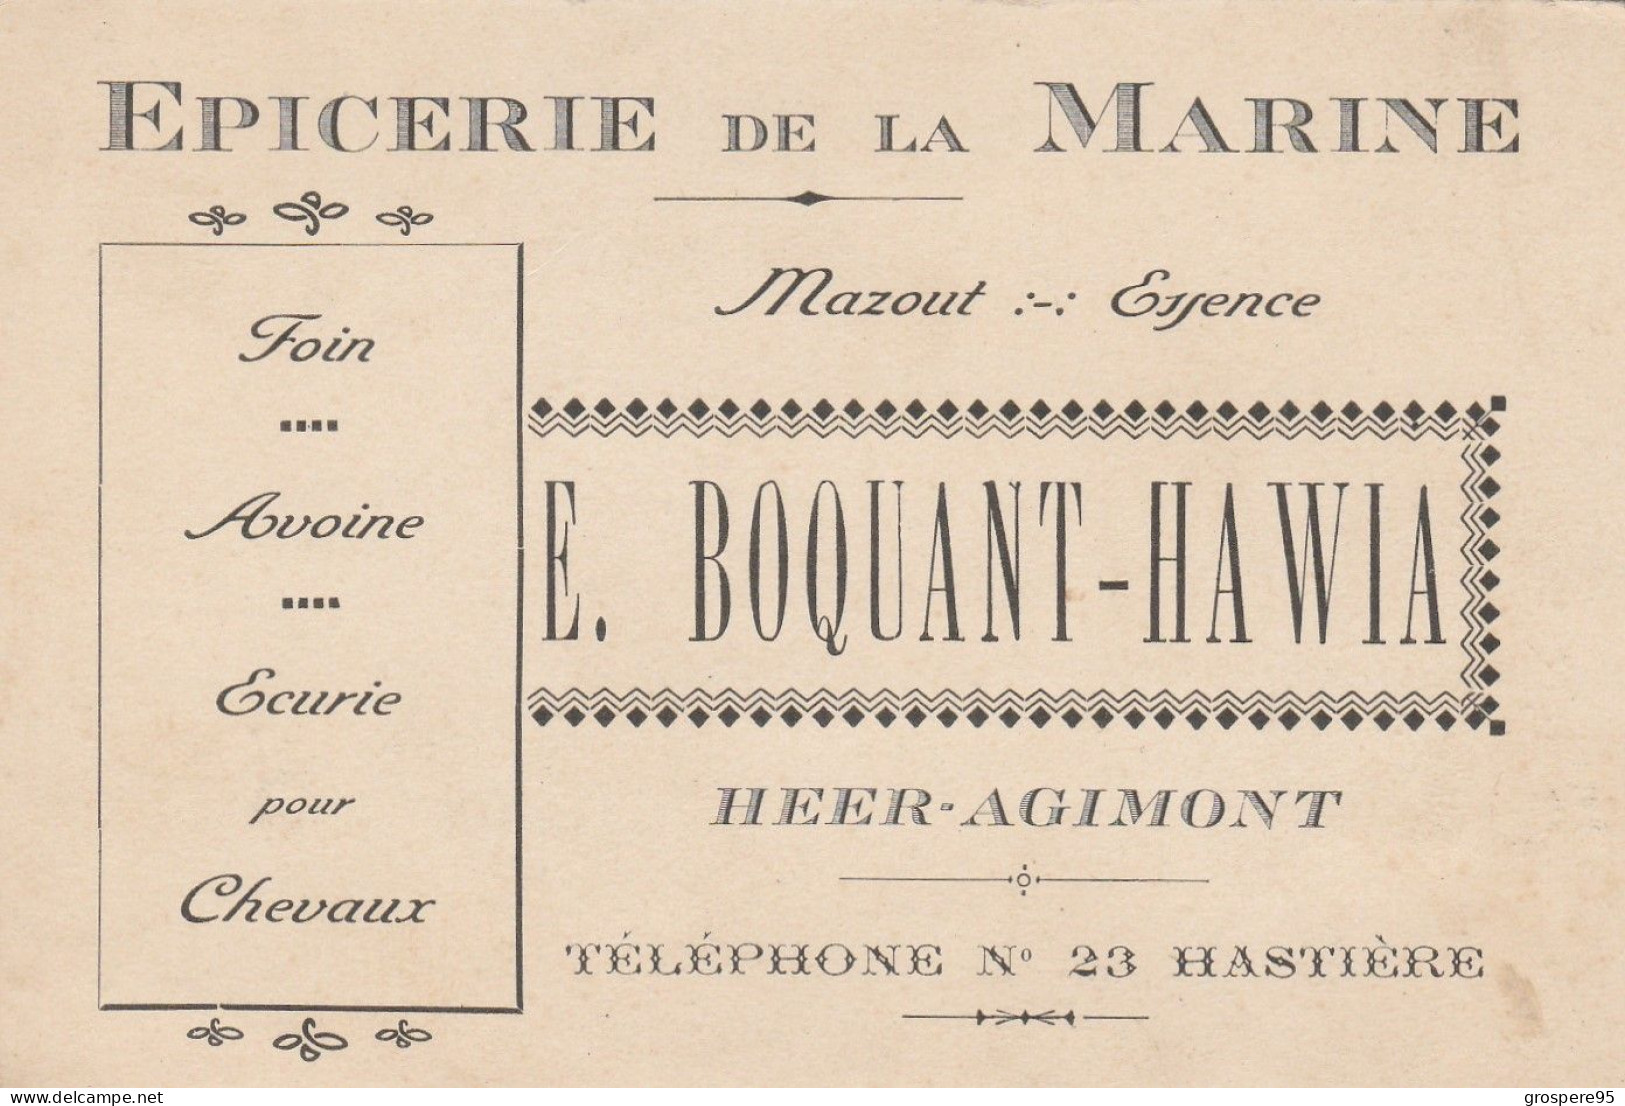 EPICERIE DE LA MARINE
Mazout :-: Essence
Foin
Avoine
Ecurie
pour
Chevaux
E. BOQUANT-HAWIA
HEER-AGIMONT
TÉLÉPHONE No 23 HASTIÈRE
delcampe.net
grospere95